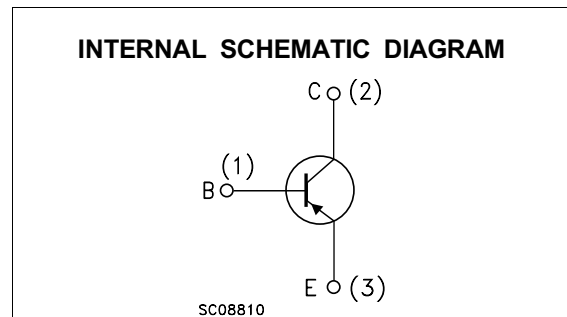 INTERNAL SCHEMATIC DIAGRAM
C (2)
(1)
B
E (3)
SC08810